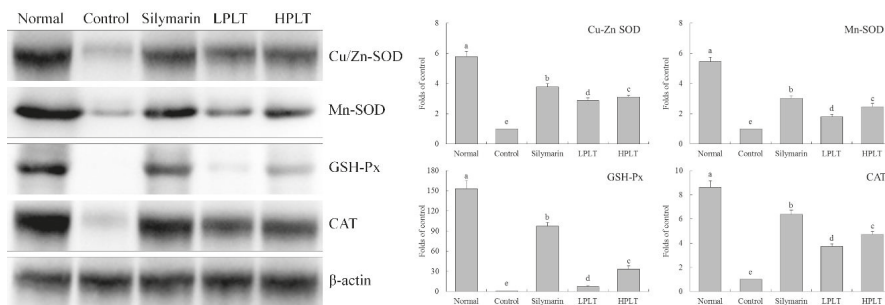 Normal Control Silymarin LPLT HPLT
Cu/Zn-SOD
Mn-SOD
GSH-Px
CAT
β-actin
Cu-Zn SOD
Folds of control
8
6
4
2
0
a
e
b
d
c
Normal Control Silymarin LPLT HPLT
Mn-SOD
Folds of control
8
6
4
2
0
a
e
b
d
c
Normal Control Silymarin LPLT HPLT
GSH-Px
Folds of control
180
150
120
90
60
30
0
a
e
b
d
c
Normal Control Silymarin LPLT HPLT
CAT
Folds of control
10
8
6
4
2
0
a
e
b
d
c
Normal Control Silymarin LPLT HPLT